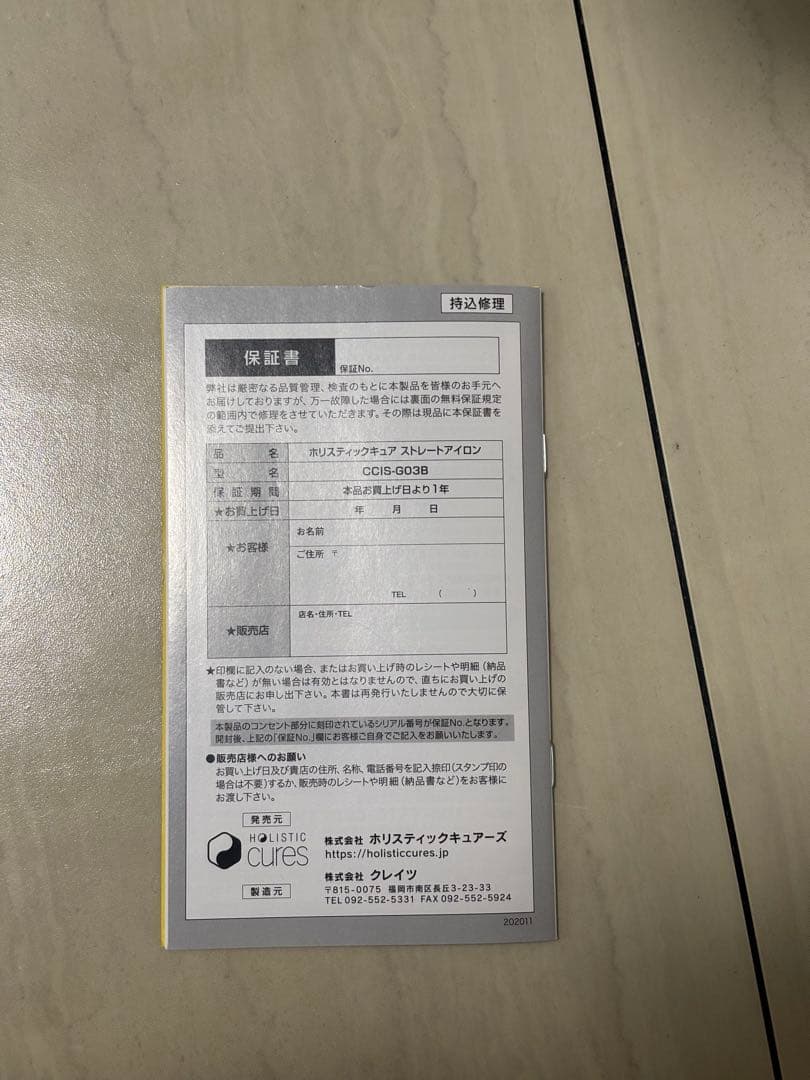 持込修理
保証書
保証No.
弊社は厳密なる品質管理、検査のもとに本製品を皆様のお手元へ
お届けしておりますが、万一故障した場合には裏面の無料保証規定
の範囲内で修理をさせていただきます。その際は現品に本保証書を
添えてご提出下さい。
品名 ホリスティックキュア ストレートアイロン
型名 CCIS-G03B
保証期間 本品お買上げ日より1年
★お買上げ日 年 月 日
★お客様 お名前
ご住所 〒
TEL ( )
★販売店 店名・住所・TEL
★印欄に記入のない場合、またはお買い上げ時のレシートや明細（納品
書など）が無い場合は有効とはなりませんので、直ちにお買い上げの
販売店にお申し出下さい。本書は再発行いたしませんので大切に保
管して下さい。
本製品のコンセント部分に刻印されているシリアル番号が保証No.となります。
開封後、上記の「保証No.」欄にお客様ご自身でご記入をお願いいたします。
●販売店様へのお願い
お買い上げ日及び貴店の住所、名称、電話番号を記入捺印（スタンプ印の
場合は不要）するか、販売時のレシートや明細（納品書など）をお客様に
お渡し下さい。
発売元
HOLISTIC
cures
株式会社 ホリスティックキュアーズ
https://holisticcures.jp
製造元
株式会社 クレイツ
〒815-0075 福岡市南区長丘3-23-33
TEL 092-552-5331 FAX 092-552-5924
202011